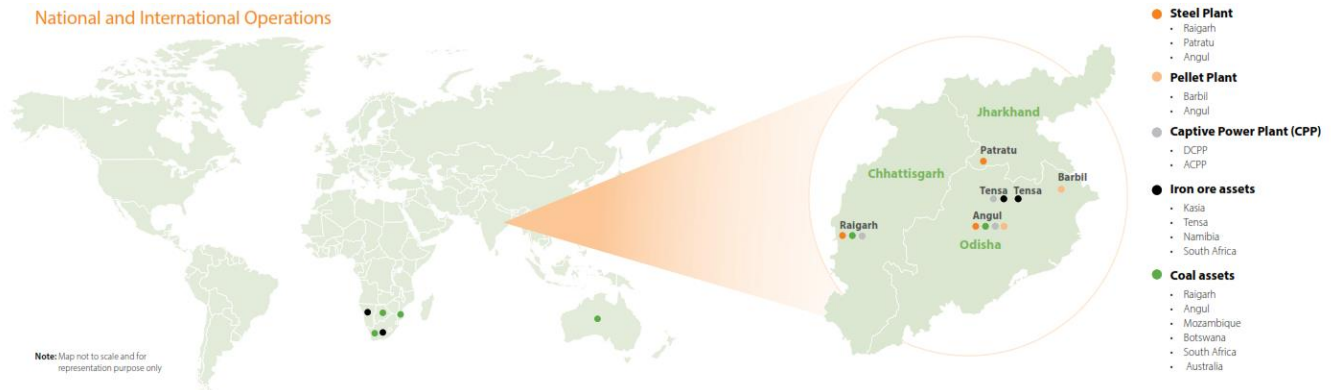 National and International Operations
Note: Map not to scale and for
representation purpose only
Jharkhand
Patratu
Chhattisgarh
Barbil
Tensa Tensa
Angul
Raigarh
Odisha
Steel Plant
• Raigarh
• Patratu
• Angul
Pellet Plant
• Barbil
• Angul
Captive Power Plant (CPP)
• DCPP
• ACPP
Iron ore assets
• Kasia
• Tensa
• Namibia
• South Africa
Coal assets
• Raigarh
• Angul
• Mozambique
• Botswana
• South Africa
• Australia